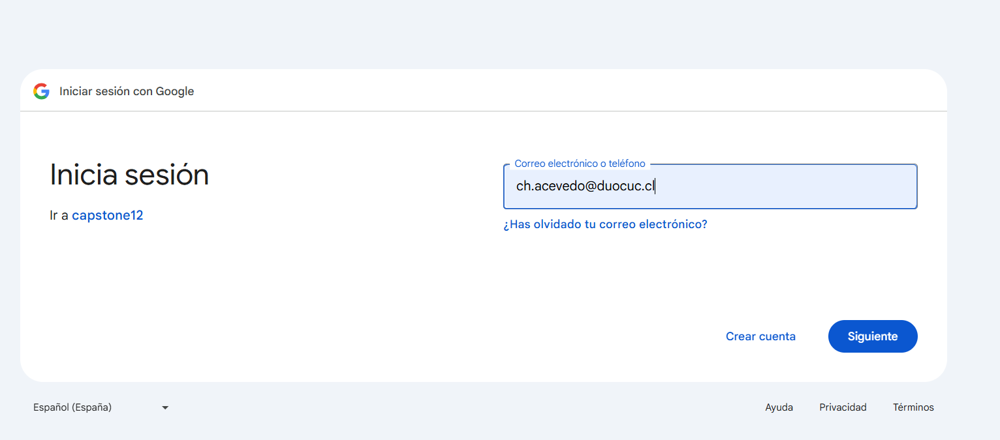 Iniciar sesión con Google
Inicia sesión
Ir a capstone12
Correo electrónico o teléfono
ch.acevedo@duocuc.cl
¿Has olvidado tu correo electrónico?
Crear cuenta
Siguiente
Español (España)
Ayuda
Privacidad
Términos